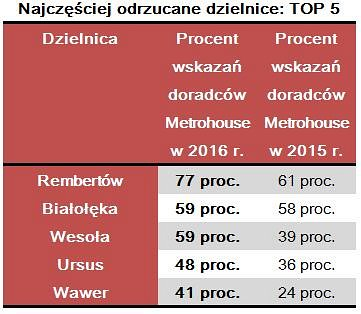 Najczęściej odrzucane dzielnice: TOP 5
Dzielnica Procent wskazań doradców Metrohouse w 2016 r. Procent wskazań doradców Metrohouse w 2015 r.
Rembertów 77 proc. 61 proc.
Białołęka 59 proc. 58 proc.
Wesoła 59 proc. 39 proc.
Ursus 48 proc. 36 proc.
Wawer 41 proc. 24 proc.